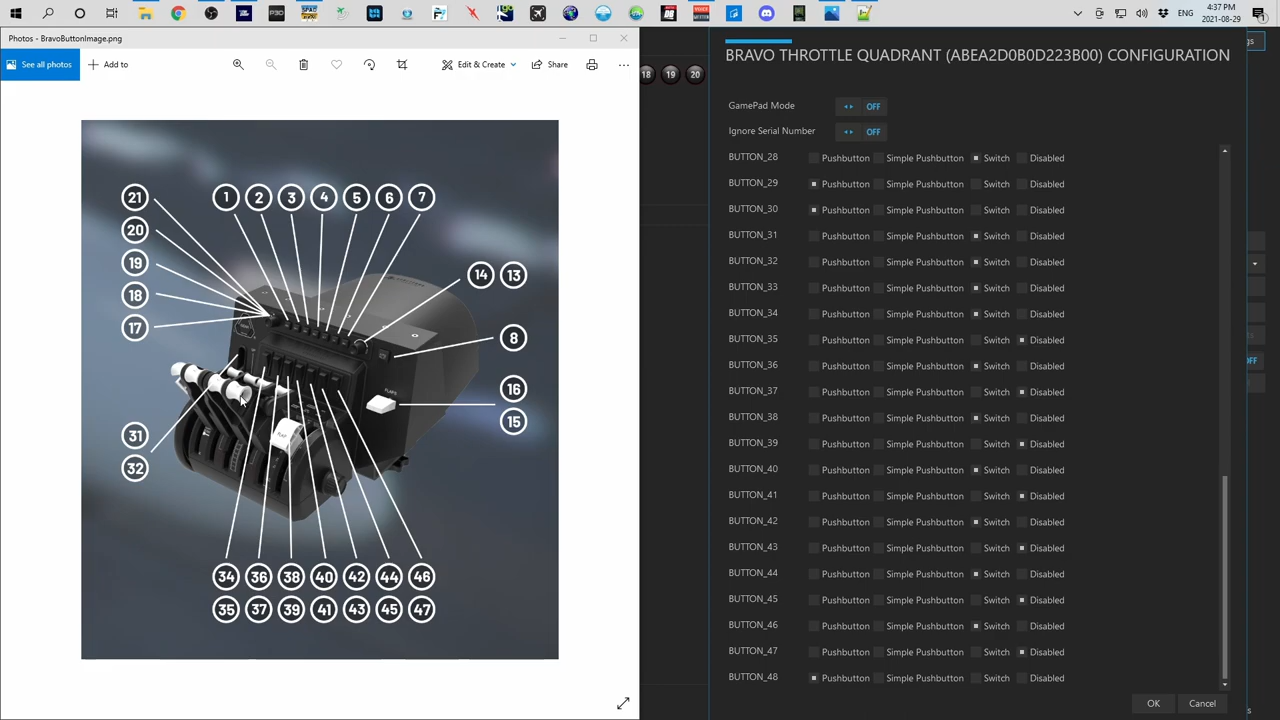 4:37 PM
ENG
2021-08-29
Photos - BravoButtonImage.png
See all photos
Add to
Edit & Create
Share
21
1
2
3
4
5
6
7
20
19
14
13
18
17
8
16
15
31
32
34
36
38
40
42
44
46
35
37
39
41
43
45
47
FLAPS
18
19
20
BRAVO THROTTLE QUADRANT (ABEA2D0B0D223B00) CONFIGURATION
GamePad Mode OFF
Ignore Serial Number OFF
BUTTON_28 Pushbutton Simple Pushbutton Switch Disabled
BUTTON_29 Pushbutton Simple Pushbutton Switch Disabled
BUTTON_30 Pushbutton Simple Pushbutton Switch Disabled
BUTTON_31 Pushbutton Simple Pushbutton Switch Disabled
BUTTON_32 Pushbutton Simple Pushbutton Switch Disabled
BUTTON_33 Pushbutton Simple Pushbutton Switch Disabled
BUTTON_34 Pushbutton Simple Pushbutton Switch Disabled
BUTTON_35 Pushbutton Simple Pushbutton Switch Disabled
BUTTON_36 Pushbutton Simple Pushbutton Switch Disabled
BUTTON_37 Pushbutton Simple Pushbutton Switch Disabled
BUTTON_38 Pushbutton Simple Pushbutton Switch Disabled
BUTTON_39 Pushbutton Simple Pushbutton Switch Disabled
BUTTON_40 Pushbutton Simple Pushbutton Switch Disabled
BUTTON_41 Pushbutton Simple Pushbutton Switch Disabled
BUTTON_42 Pushbutton Simple Pushbutton Switch Disabled
BUTTON_43 Pushbutton Simple Pushbutton Switch Disabled
BUTTON_44 Pushbutton Simple Pushbutton Switch Disabled
BUTTON_45 Pushbutton Simple Pushbutton Switch Disabled
BUTTON_46 Pushbutton Simple Pushbutton Switch Disabled
BUTTON_47 Pushbutton Simple Pushbutton Switch Disabled
BUTTON_48 Pushbutton Simple Pushbutton Switch Disabled
OK
Cancel